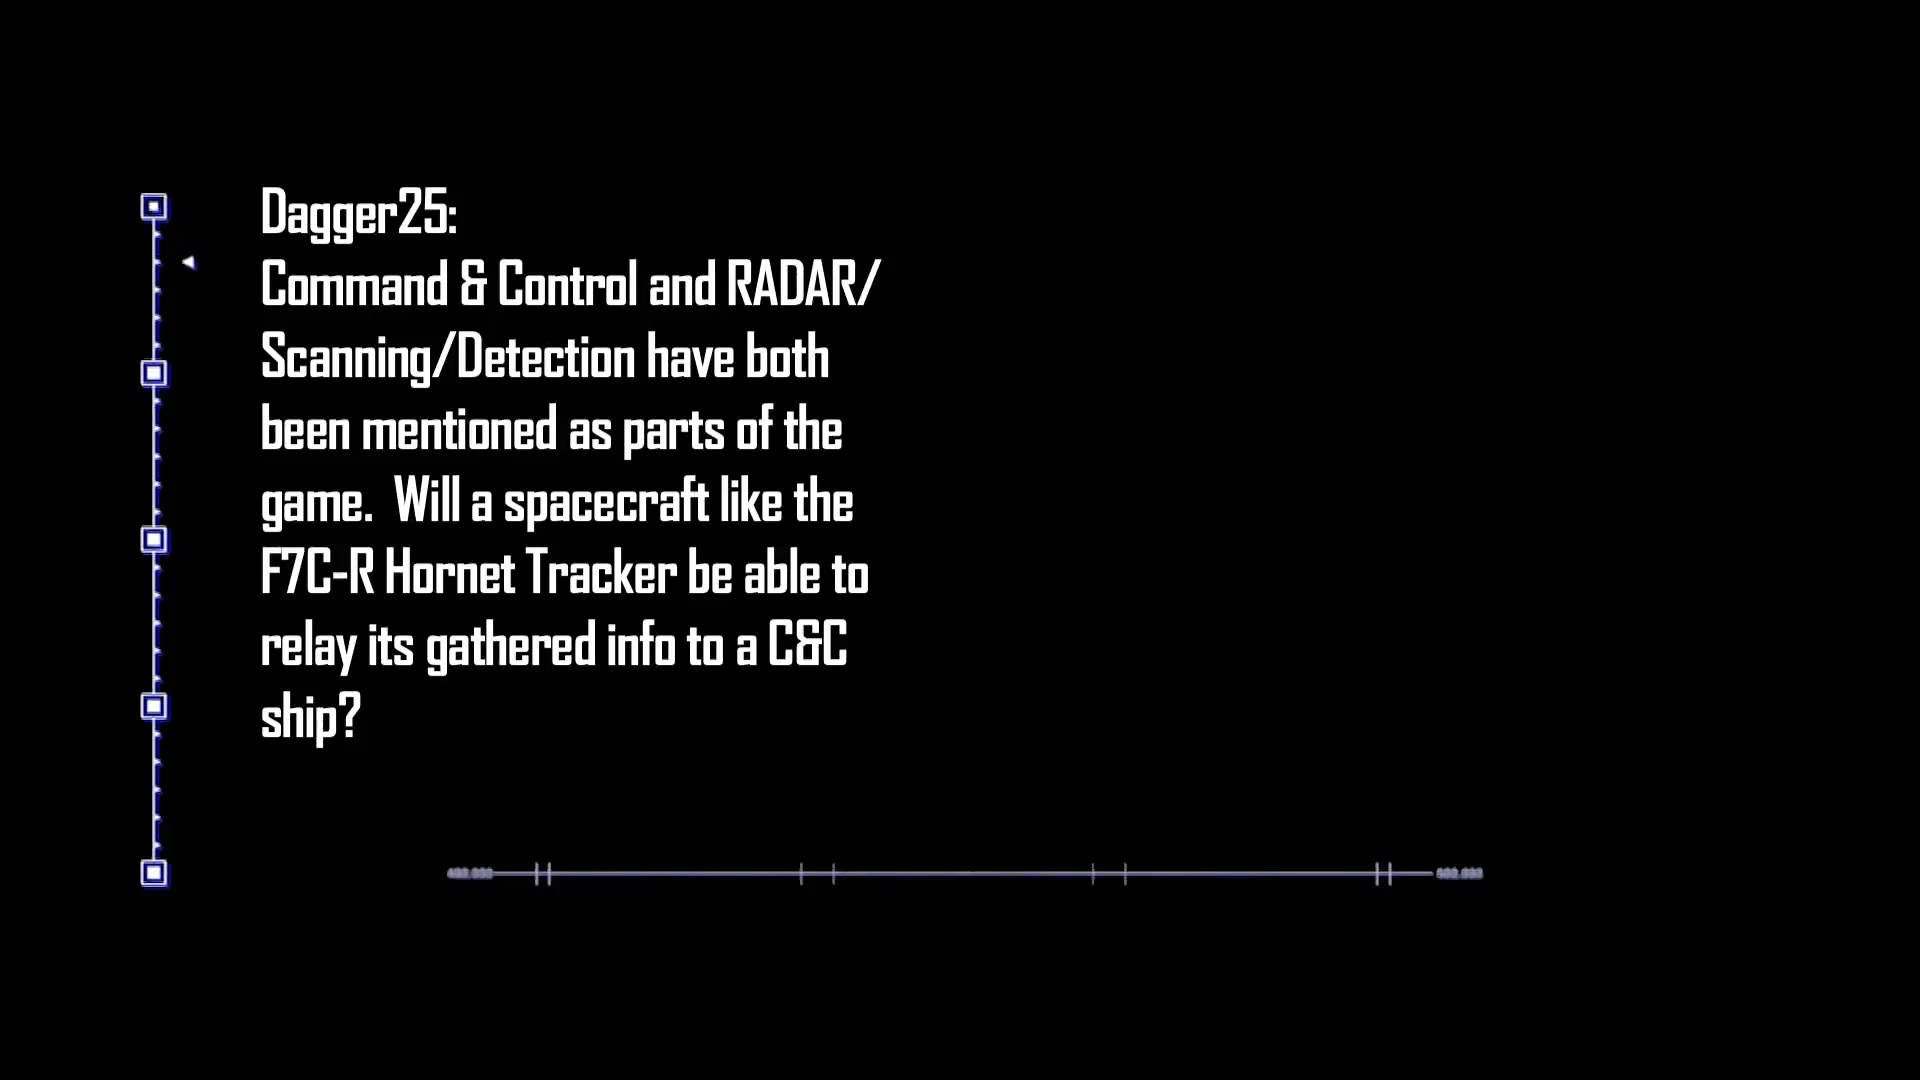 Dagger25:
Command & Control and RADAR/
Scanning/Detection have both
been mentioned as parts of the
game.  Will a spacecraft like the
F7C-R Hornet Tracker be able to
relay its gathered info to a C&C
ship?